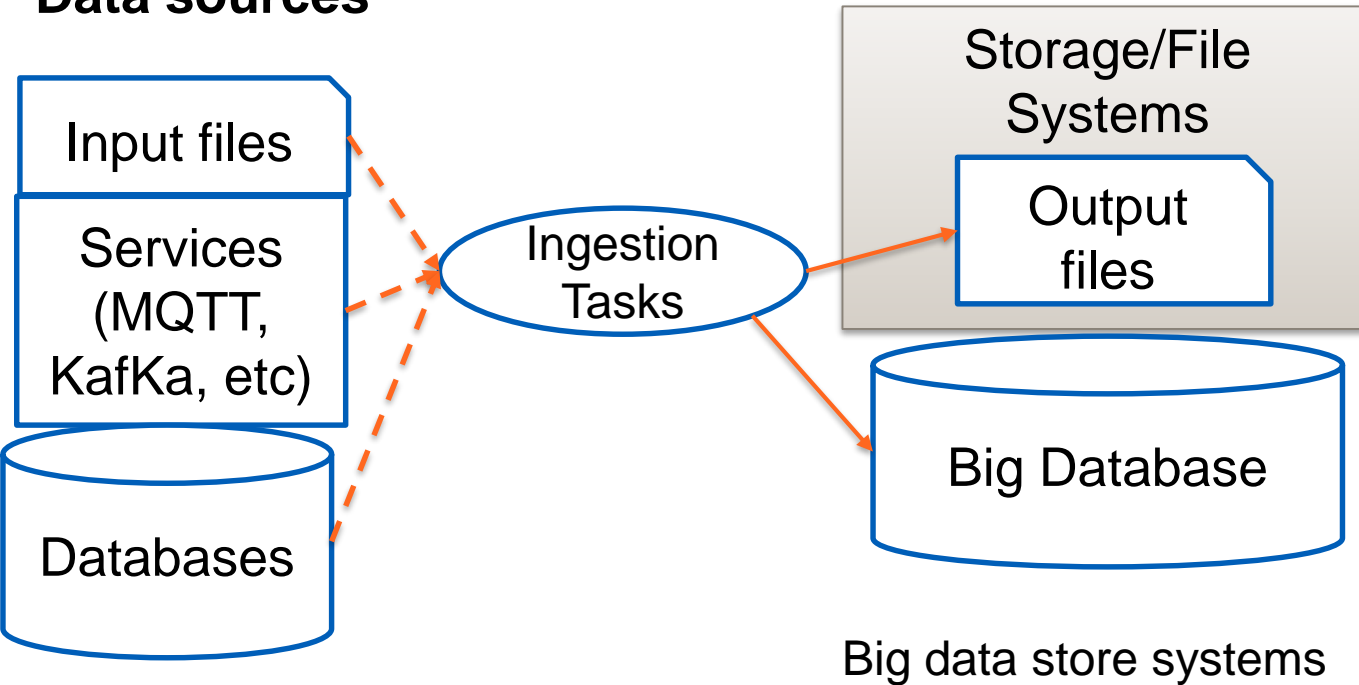 Data sources
Input files
Services
(MQTT,
KafKa, etc)
Databases
Ingestion
Tasks
Storage/File
Systems
Output
files
Big Database
Big data store systems